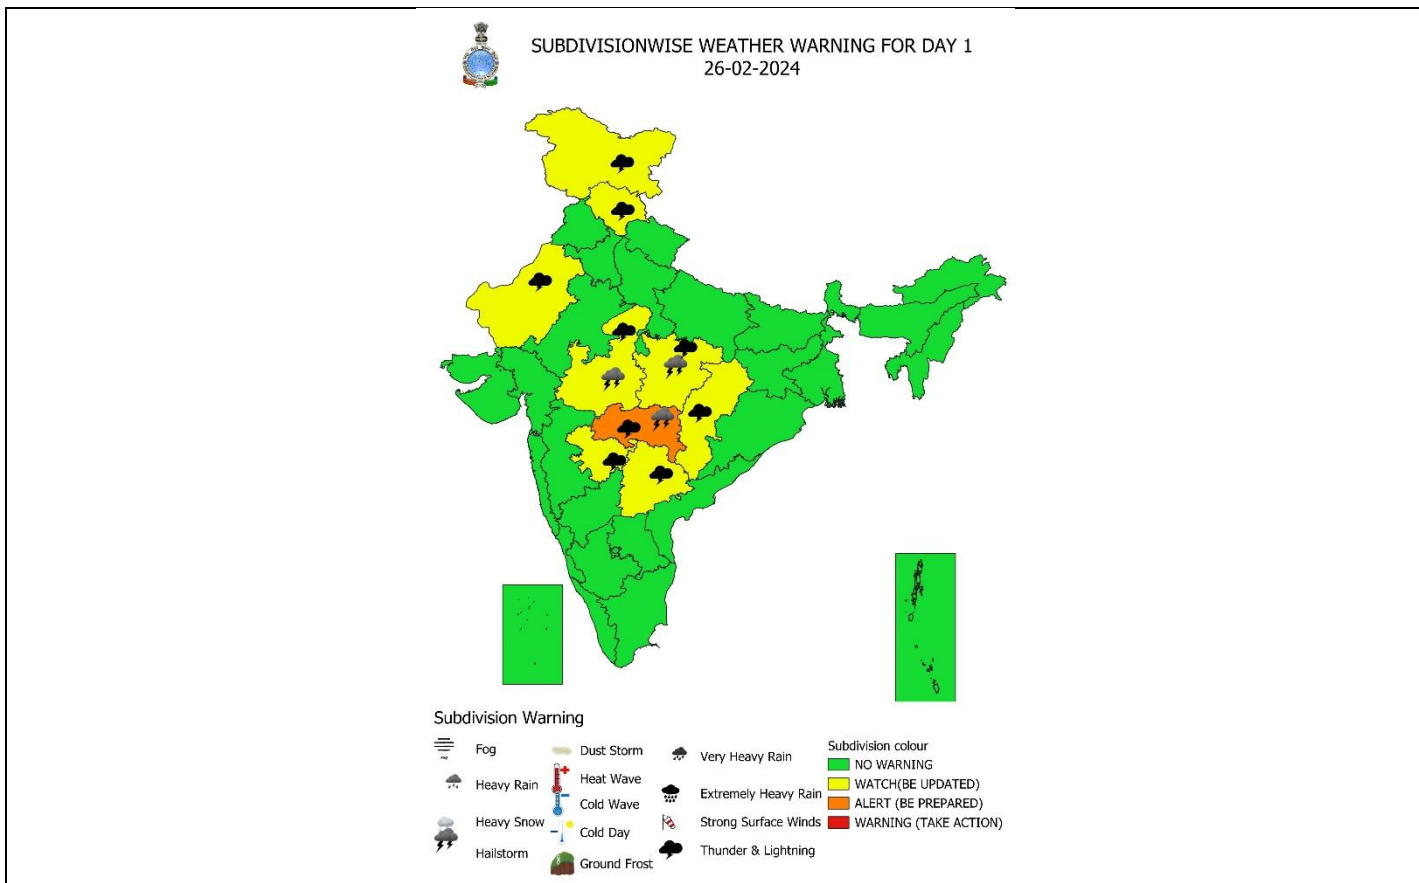 SUBDIVISIONWISE WEATHER WARNING FOR DAY 1
26-02-2024
Subdivision Warning
Fog
Heavy Rain
Heavy Snow
Hailstorm
Dust Storm
Heat Wave
Cold Wave
Cold Day
Ground Frost
Very Heavy Rain
Extremely Heavy Rain
Strong Surface Winds
Thunder & Lightning
Subdivision colour
NO WARNING
WATCH(BE UPDATED)
ALERT (BE PREPARED)
WARNING (TAKE ACTION)